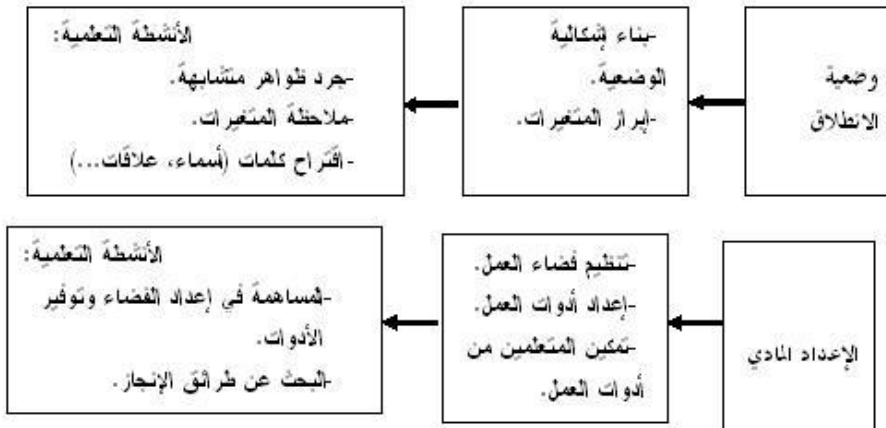 وضعية
الانطلاق
-بناء إشكالية
الوضعية.
-إبراز المتغيرات.
الأنشطة التعلمية:
-جرد ظواهر متشابهة.
-ملاحظة المتغيرات.
-اقتراح كلمات (أسماء، علاقات...)
الإعداد المادي
-تنظيم فضاء العمل.
-إعداد أدوات العمل.
-تمكين المتعلمين من
أدوات العمل.
الأنشطة التعلمية:
-المساهمة في إعداد الفضاء وتوفير
الأدوات.
-البحث عن طرائق الإنجاز.